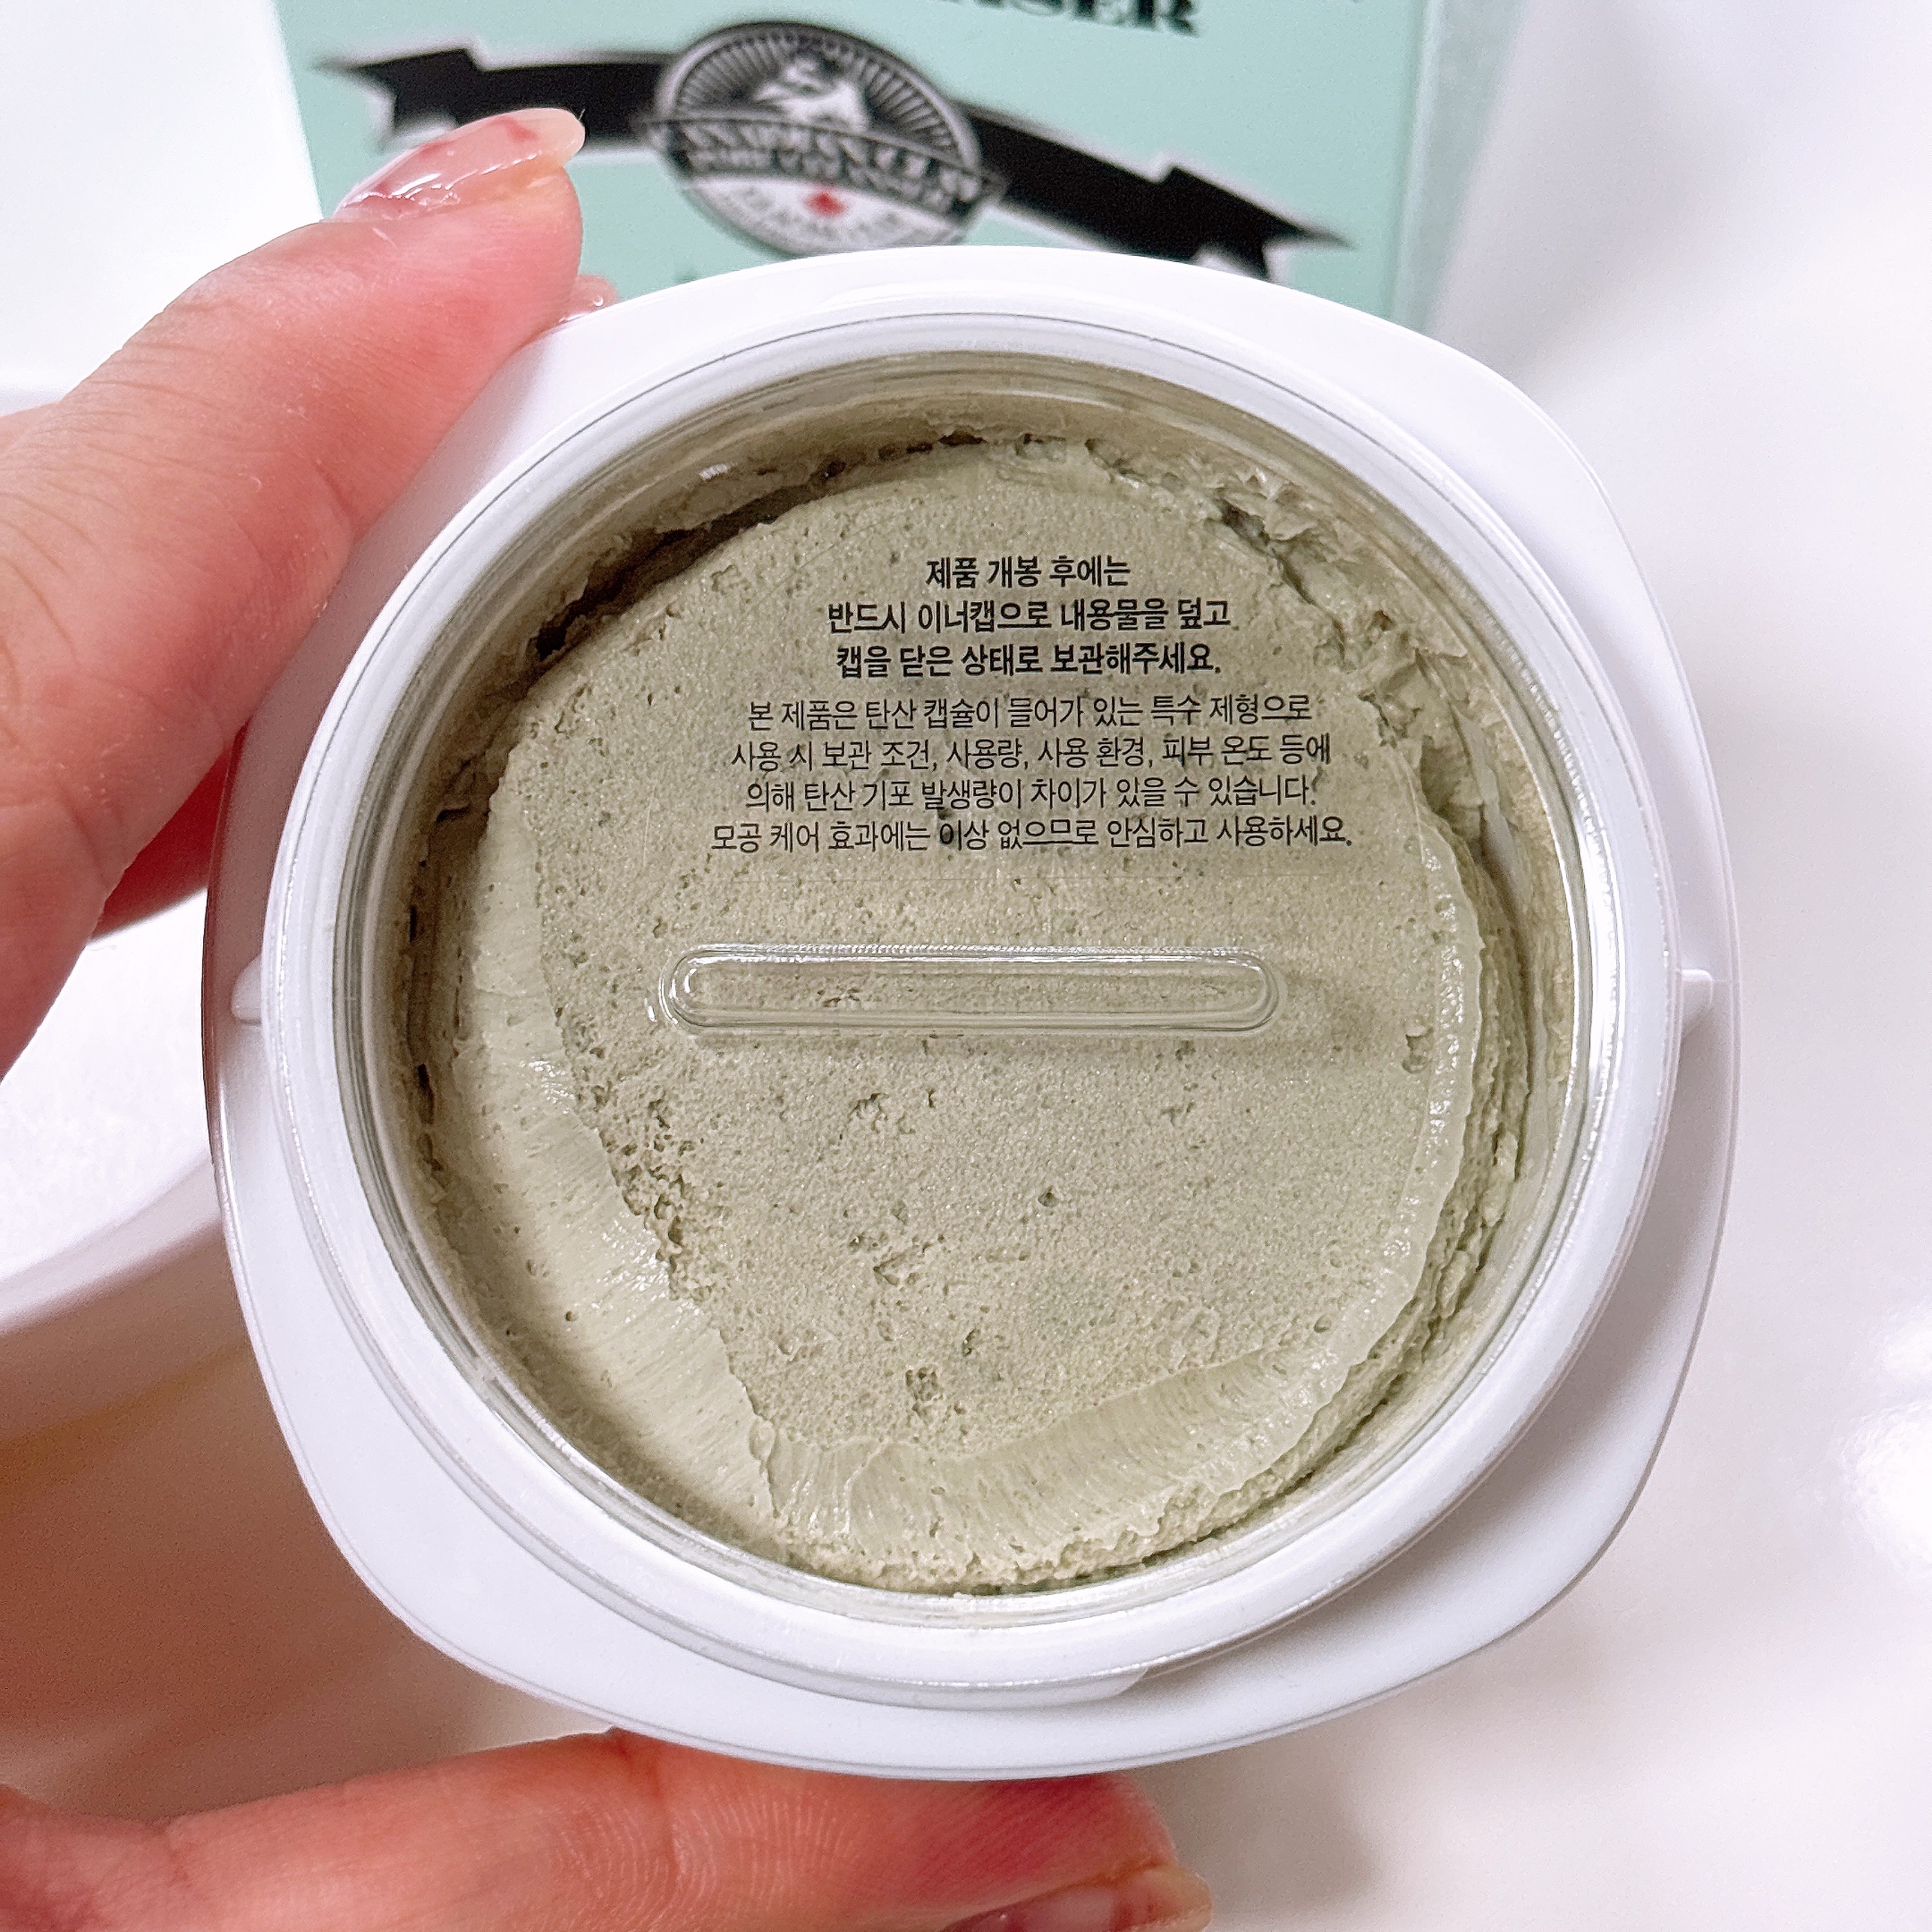 제품 개봉 후에는
반드시 이너캡으로 내용물을 덮고
캡을 닫은 상태로 보관해주세요.
본 제품은 탄산 캡슐이 들어가 있는 특수 제형으로
사용 시 보관 조건, 사용량, 사용 환경, 피부 온도 등에
의해 탄산 기포 발생량이 차이가 있을 수 있습니다.
모공 케어 효과에는 이상 없으므로 안심하고 사용하세요.